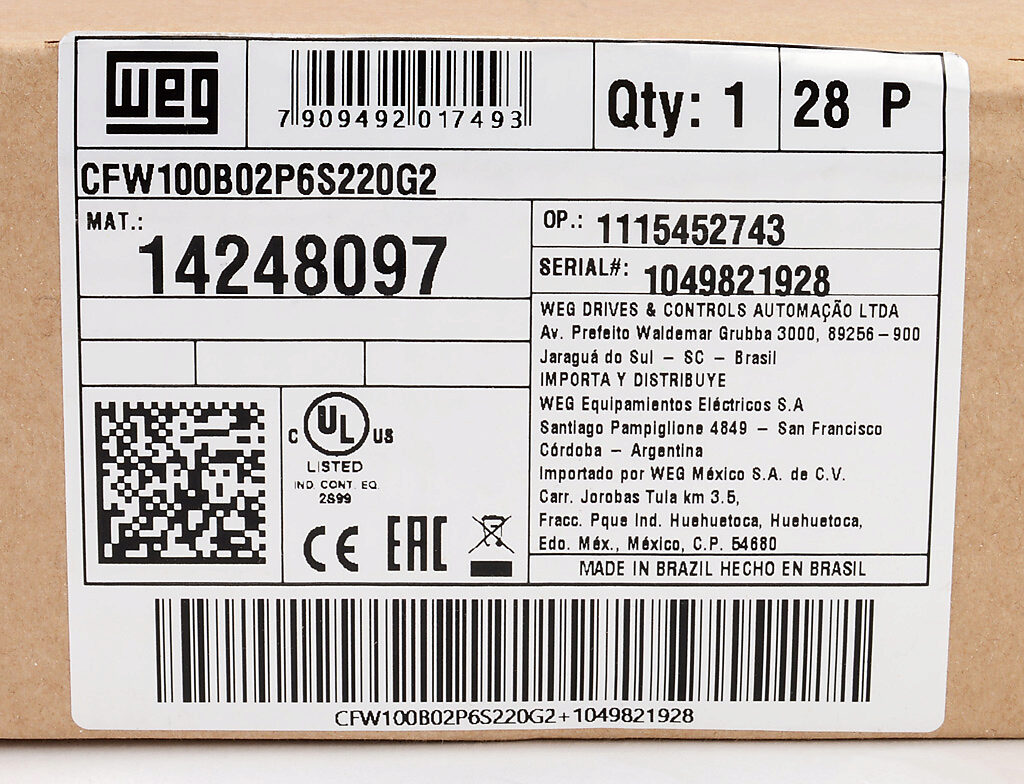 weg
7 909492 017493
Qty: 1
28 P
CFW100B02P6S220G2
MAT.:
14248097
OP.: 1115452743
SERIAL#: 1049821928
WEG DRIVES & CONTROLS AUTOMAÇÃO LTDA
Av. Prefeito Waldemar Grubba 3000, 89256-900
Jaraguá do Sul - SC - Brasil
IMPORTA Y DISTRIBUYE
WEG Equipamientos Eléctricos S.A
Santiago Pampiglione 4849 - San Francisco
Córdoba - Argentina
Importado por WEG México S.A. de C.V.
Carr. Jorobas Tula km 3.5,
Fracc. Pque Ind. Huehuetoca, Huehuetoca,
Edo. Méx., México, C.P. 54680
MADE IN BRAZIL HECHO EN BRASIL
C UL US
LISTED
IND. CONT. EQ.
2S99
CE EAC
CFW100B02P6S220G2+1049821928